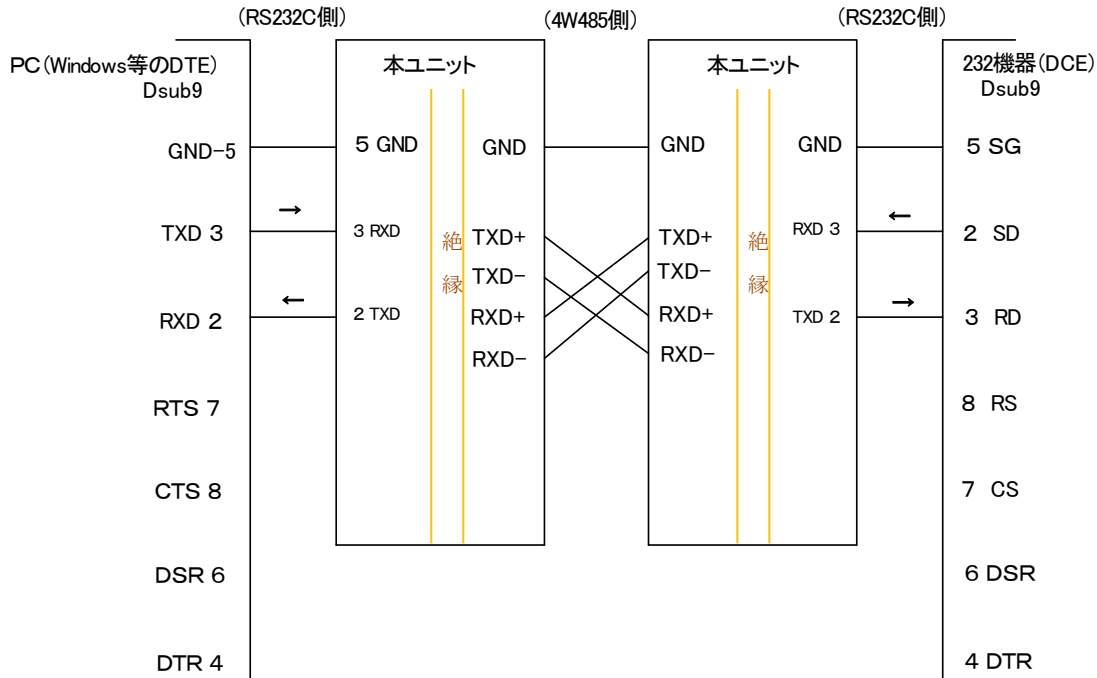 (RS232C側) (4W485側) (RS232C側)
PC(Windows等のDTE) 本ユニット 本ユニット 232機器(DCE)
Dsub9 Dsub9
GND-5 5 GND GND GND GND 5 SG
→ ←
TXD 3 3 RXD 絶 TXD+ TXD+ 絶 RXD 3 2 SD
縁 TXD- TXD- 縁
← →
RXD 2 2 TXD RXD+ RXD+ TXD 2 3 RD
RXD- RXD-
RTS 7 8 RS
CTS 8 7 CS
DSR 6 6 DSR
DTR 4 4 DTR